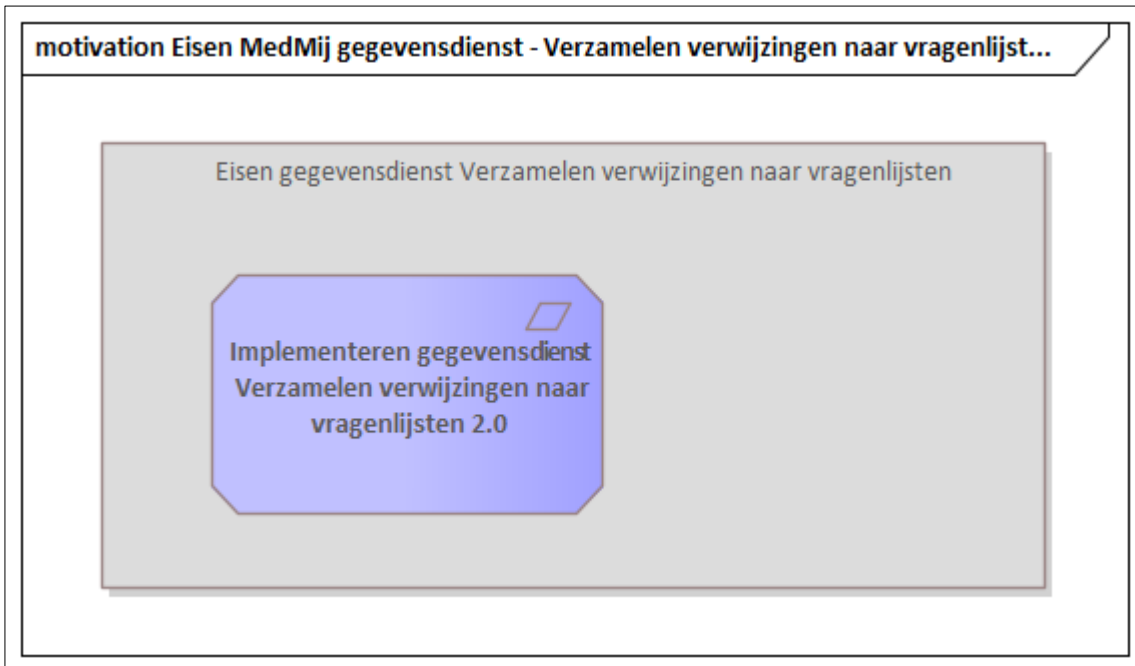 motivation Eisen MedMij gegevensdienst - Verzamelen verwijzingen naar vragenlijst...
Eisen gegevensdienst Verzamelen verwijzingen naar vragenlijsten
Implementeren gegevensdienst
Verzamelen verwijzingen naar
vragenlijsten 2.0